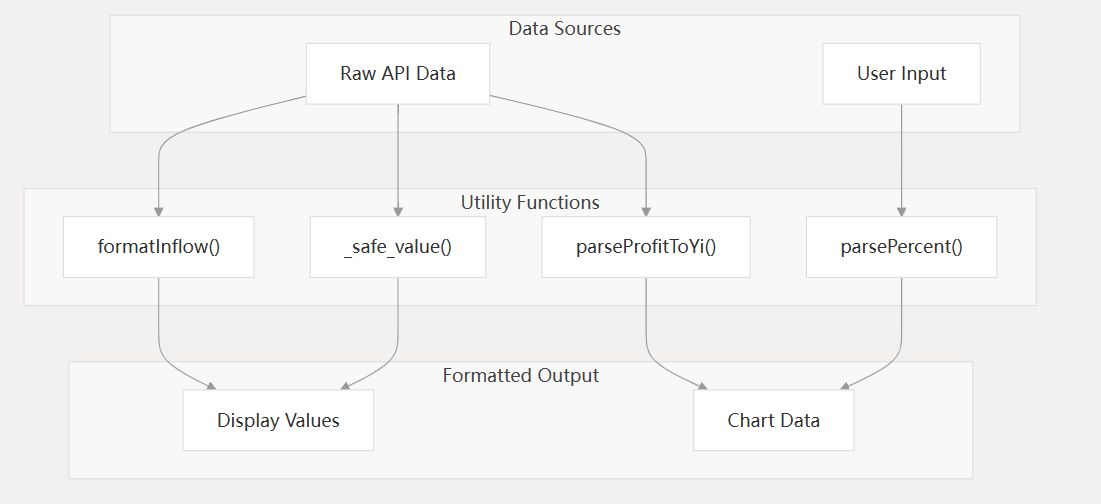 Data Sources
Raw API Data
User Input
Utility Functions
formatInflow()
_safe_value()
parseProfitToYi()
parsePercent()
Formatted Output
Display Values
Chart Data